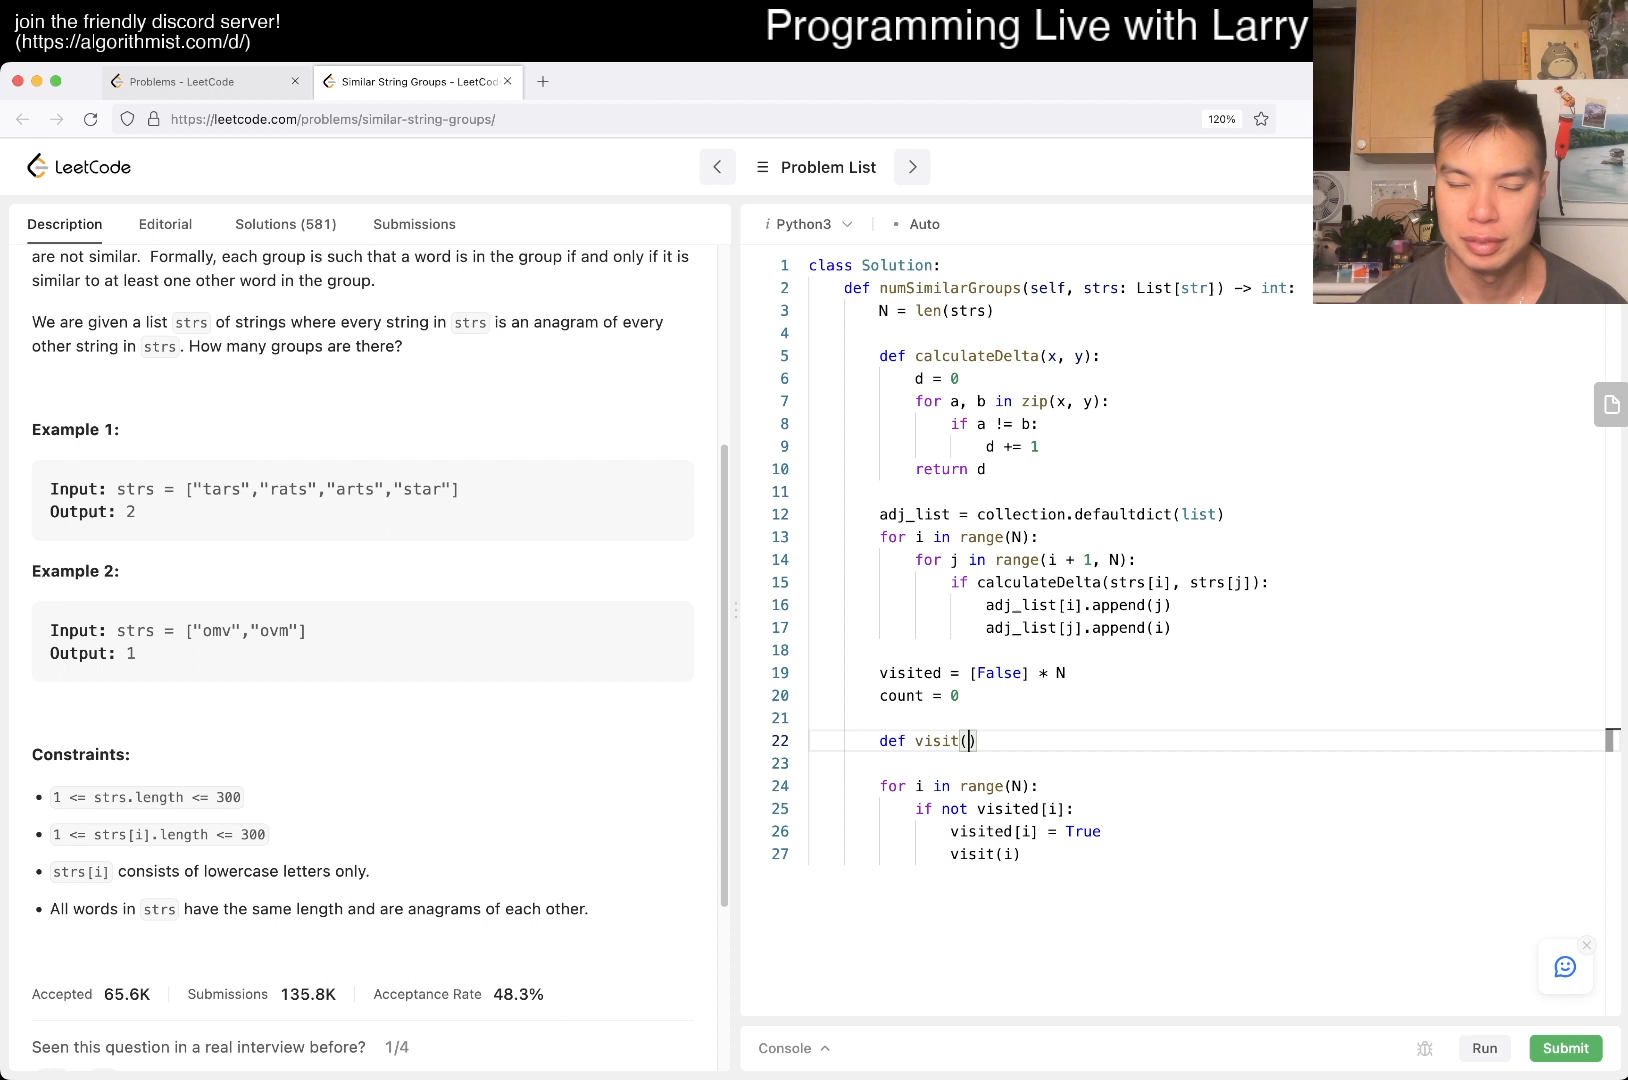 join the friendly discord server!
(https://algorithmist.com/d/)
Programming Live with Larry
Problems - LeetCode
Similar String Groups - LeetCod
https://leetcode.com/problems/similar-string-groups/
120%
LeetCode
Problem List
Description
Editorial
Solutions (581)
Submissions
are not similar. Formally, each group is such that a word is in the group if and only if it is
similar to at least one other word in the group.
We are given a list strs of strings where every string in strs is an anagram of every
other string in strs. How many groups are there?
Example 1:
Input: strs = ["tars","rats","arts","star"]
Output: 2
Example 2:
Input: strs = ["omv","ovm"]
Output: 1
Constraints:
• 1 <= strs.length <= 300
• 1 <= strs[i].length <= 300
• strs[i] consists of lowercase letters only.
• All words in strs have the same length and are anagrams of each other.
Accepted 65.6K Submissions 135.8K Acceptance Rate 48.3%
Seen this question in a real interview before? 1/4
i Python3 • Auto
1 class Solution:
2 def numSimilarGroups(self, strs: List[str]) -> int:
3 N = len(strs)
4
5 def calculateDelta(x, y):
6 d = 0
7 for a, b in zip(x, y):
8 if a != b:
9 d += 1
10 return d
11
12 adj_list = collection.defaultdict(list)
13 for i in range(N):
14 for j in range(i + 1, N):
15 if calculateDelta(strs[i], strs[j]):
16 adj_list[i].append(j)
17 adj_list[j].append(i)
18
19 visited = [False] * N
20 count = 0
21
22 def visit()
23
24 for i in range(N):
25 if not visited[i]:
26 visited[i] = True
27 visit(i)
Console
Run
Submit